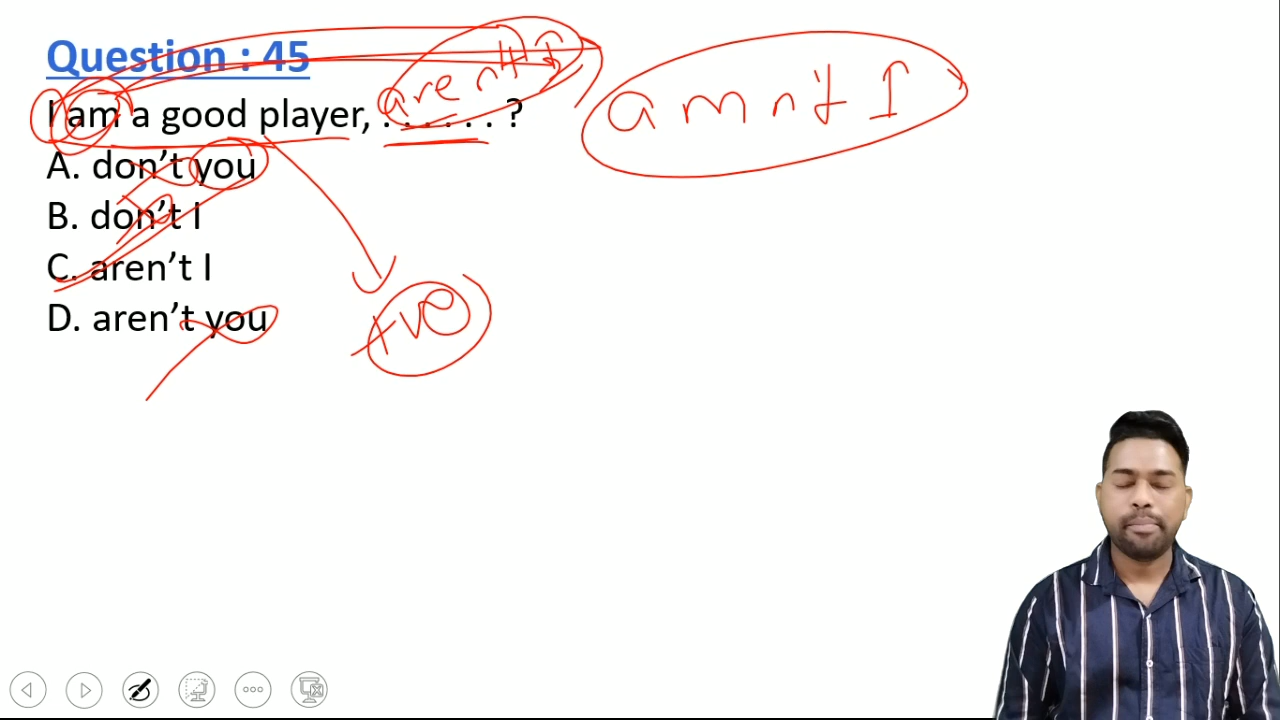 Question : 45
aren't I
I am a good player, . . . . . . ?
amn't I
A. don't you
B. don't I
C. aren't I
D. aren't you
+ve